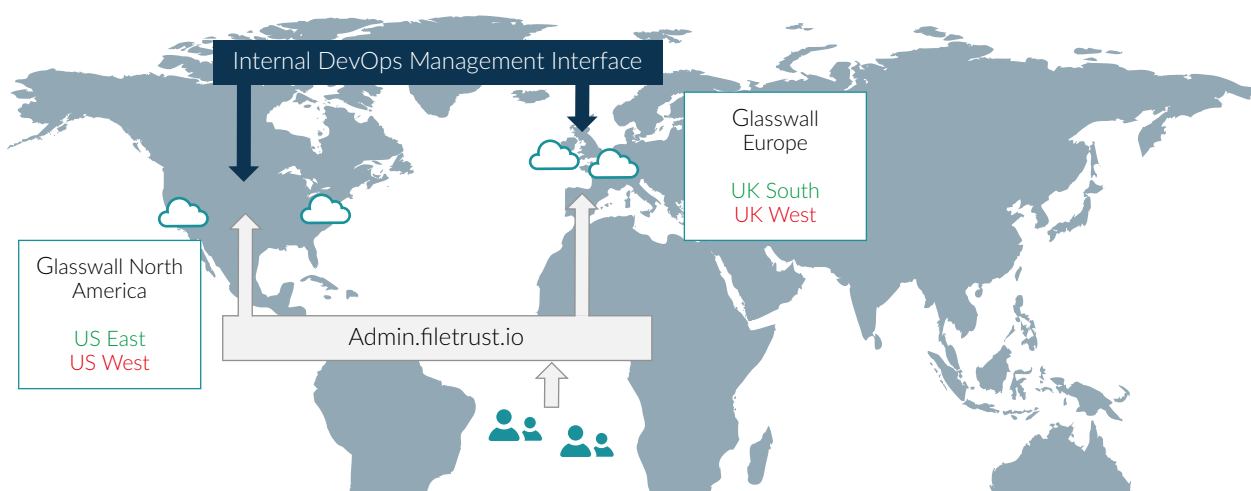 Internal DevOps Management Interface
Glasswall
Europe
UK South
UK West
Glasswall North
America
US East
US West
Admin.filetrust.io